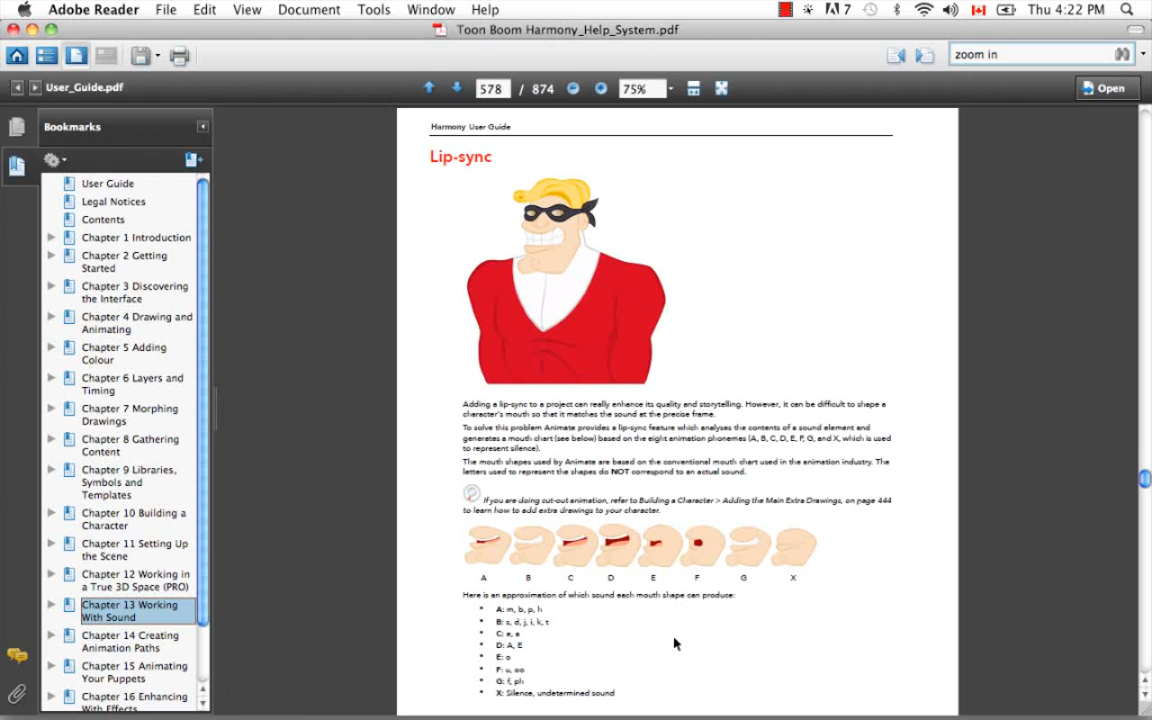 Adobe Reader File Edit View Document Tools Window Help
7 Thu 4:22 PM
Toon Boom Harmony_Help_System.pdf
zoom in
User_Guide.pdf
578 / 874 75%
Open
Bookmarks
User Guide
Legal Notices
Contents
Chapter 1 Introduction
Chapter 2 Getting
Started
Chapter 3 Discovering
the Interface
Chapter 4 Drawing and
Animating
Chapter 5 Adding
Colour
Chapter 6 Layers and
Timing
Chapter 7 Morphing
Drawings
Chapter 8 Gathering
Content
Chapter 9 Libraries,
Symbols and
Templates
Chapter 10 Building a
Character
Chapter 11 Setting Up
the Scene
Chapter 12 Working in
a True 3D Space (PRO)
Chapter 13 Working
With Sound
Chapter 14 Creating
Animation Paths
Chapter 15 Animating
Your Puppets
Chapter 16 Enhancing
With Effects
Harmony User Guide
Lip-sync
Adding a lip-sync to a project can really enhance its quality and storytelling. However, it can be difficult to shape a
character's mouth so that it matches the sound at the precise frame.
To solve this problem Animate provides a lip-sync feature which analyses the contents of a sound element and
generates a mouth chart (see below) based on the eight animation phonemes (A, B, C, D, E, F, G, and X, which is used
to represent silence).
The mouth shapes used by Animate are based on the conventional mouth chart used in the animation industry. The
letters used to represent the shapes do NOT correspond to an actual sound.
If you are doing cut-out animation, refer to Building a Character > Adding the Main Extra Drawings, on page 444
to learn how to add extra drawings to your character.
A B C D E F G X
Here is an approximation of which sound each mouth shape can produce:
• A: m, b, p, h
• B: s, d, j, i, k, t
• C: e, a
• D: A, E
• E: o
• F: u, oo
• G: f, ph
• X: Silence, undetermined sound